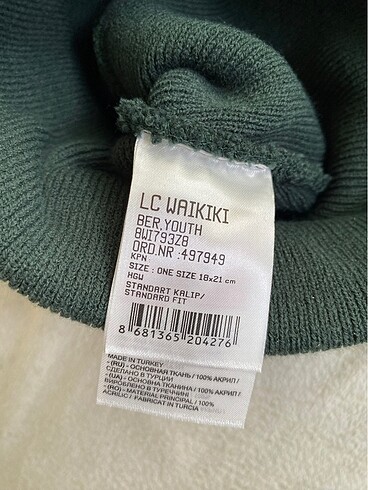 LC WAIKIKI
BER.YOUTH
8WI793Z8
ORD.NR :497949
KPN
SIZE : ONE SIZE 18x21 cm
HGW
STANDART KALIP/
STANDARD FIT
8 681365 204276
MADE IN TURKEY
- (RU) - ОСНОВНАЯ ТКАНЬ / 100% АКРИЛ /
СДЕЛАНО В ТУРЦИИ
- (UA) - ОСНОВНА ТКАНИНА / 100% АКРИЛ /
ВИРОБЛЕНО В ТУРЕЧЧИНІ
- (RO) - MATERIAL PRINCIPAL / 100%
ACRILIC / FABRICAT IN TURCIA